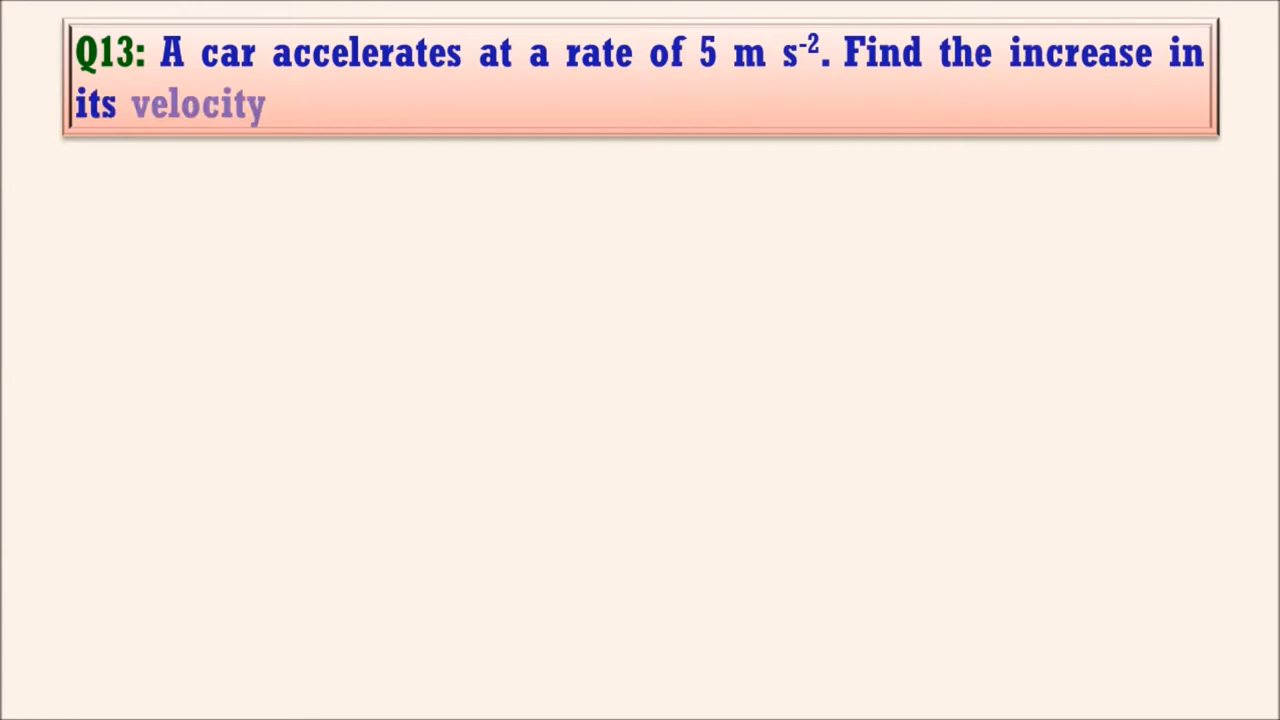 Q13: A car accelerates at a rate of 5 m s⁻². Find the increase in
its velocity